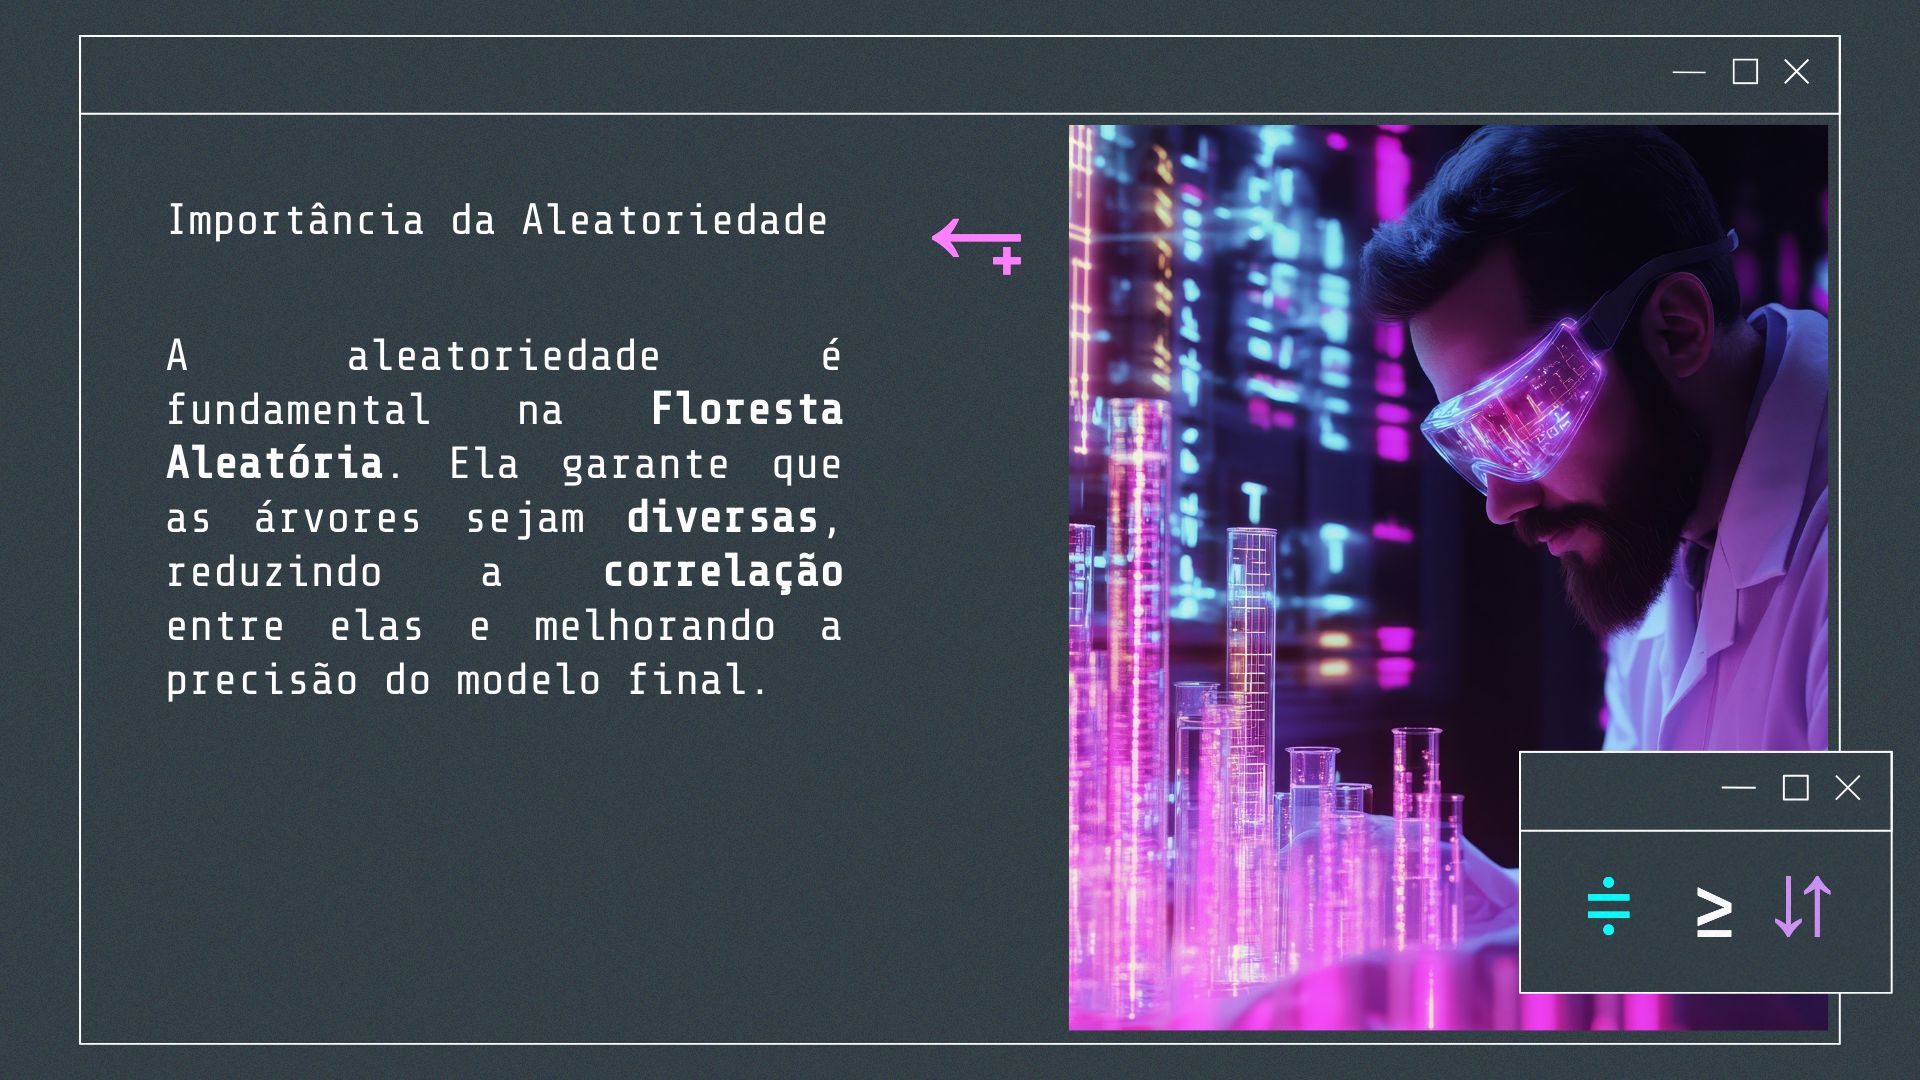 Importância da Aleatoriedade
A aleatoriedade é
fundamental na Floresta
Aleatória. Ela garante que
as árvores sejam diversas,
reduzindo a correlação
entre elas e melhorando a
precisão do modelo final.